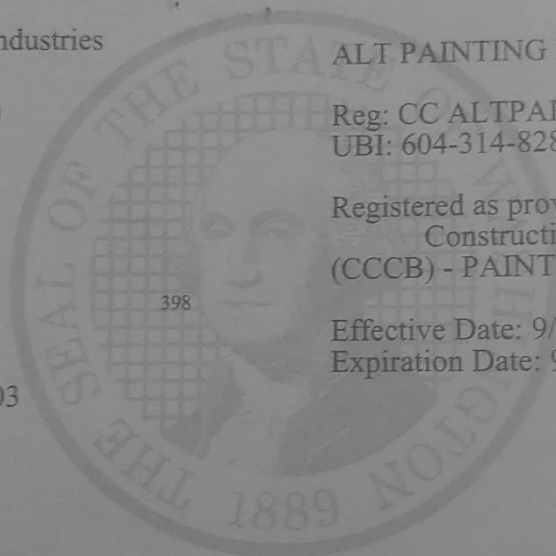 ndustries
ALT PAINTING
Reg: CC ALTPAI
UBI: 604-314-828
Registered as prov
Constructi
(CCCB) - PAINT
398
Effective Date: 9/
Expiration Date: 9
03
THE SEAL OF THE STATE OF WASHINGTON
1889